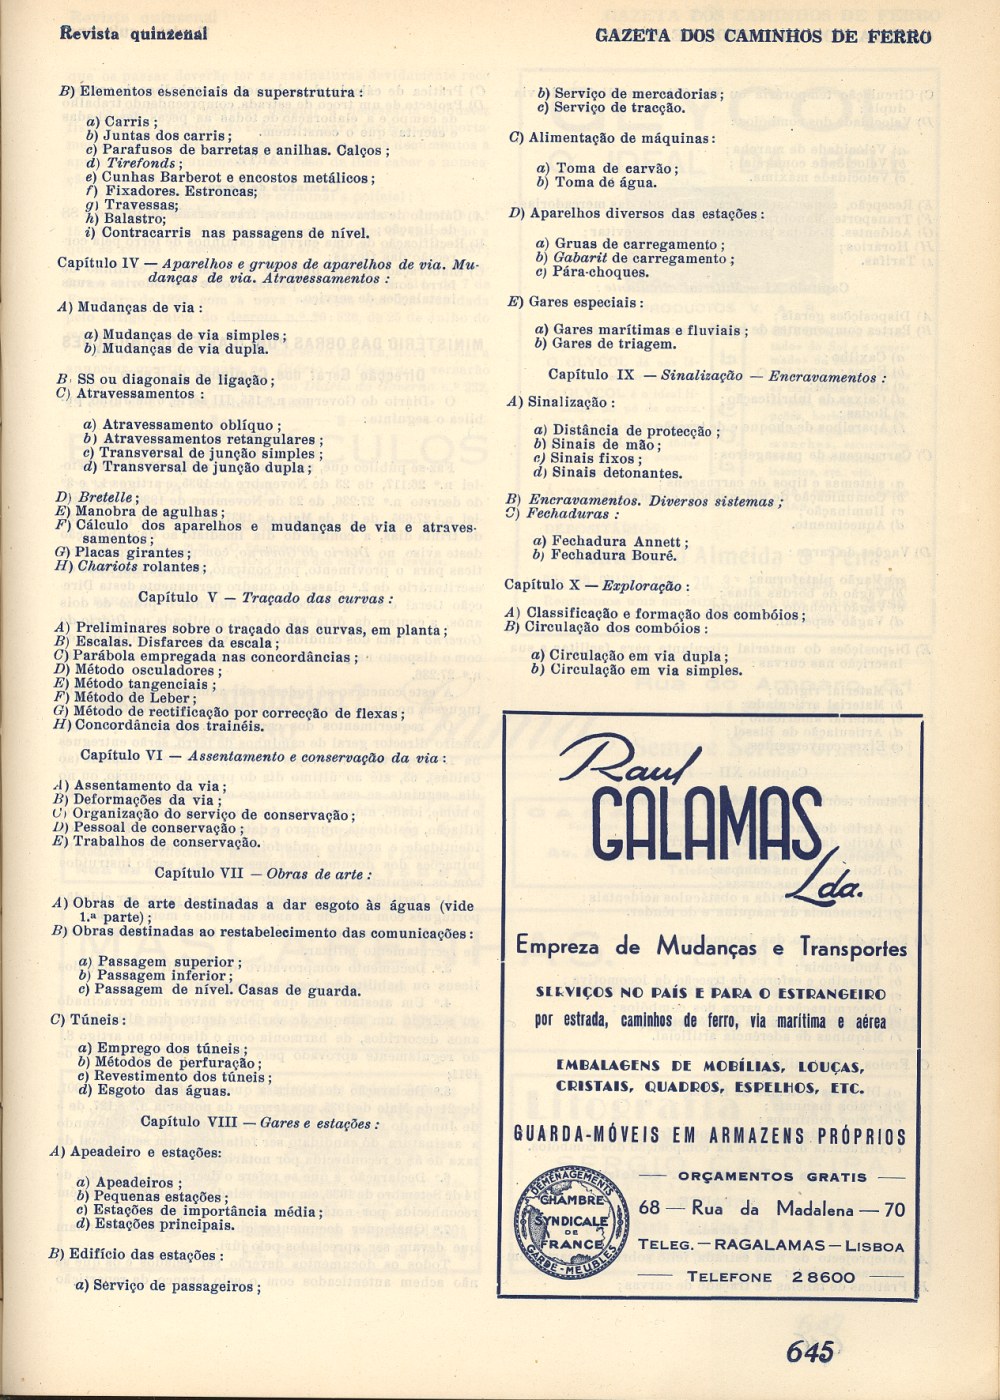 Revista quinzenal
GAZETA DOS CAMINHOS DE FERRO
B) Elementos essenciais da superstrutura :
a) Carris ;
b) Juntas dos carris ;
c) Parafusos de barretas e anilhas. Calços ;
d) Tirefonds ;
e) Cunhas Barberot e encostos metálicos ;
f) Fixadores. Estroncas;
g) Travessas;
h) Balastro;
i) Contracarris nas passagens de nível.
Capítulo IV — Aparelhos e grupos de aparelhos de via. Mu-
danças de via. Atravessamentos :
A) Mudanças de via :
a) Mudanças de via simples ;
b) Mudanças de via dupla.
B) SS ou diagonais de ligação ;
C) Atravessamentos :
a) Atravessamento oblíquo ;
b) Atravessamentos retangulares ;
c) Transversal de junção simples ;
d) Transversal de junção dupla ;
D) Bretelle ;
E) Manobra de agulhas ;
F) Cálculo dos aparelhos e mudanças de via e atraves-
samentos ;
G) Placas girantes ;
H) Chariots rolantes ;
Capítulo V — Traçado das curvas :
A) Preliminares sobre o traçado das curvas, em planta ;
B) Escalas. Disfarces da escala ;
C) Parábola empregada nas concordâncias ;
D) Método osculadores ;
E) Método tangenciais ;
F) Método de Leber ;
G) Método de rectificação por correcção de flexas ;
H) Concordância dos trainéis.
Capítulo VI — Assentamento e conservação da via :
A) Assentamento da via ;
B) Deformações da via ;
C) Organização do serviço de conservação ;
D) Pessoal de conservação ;
E) Trabalhos de conservação.
Capítulo VII — Obras de arte :
A) Obras de arte destinadas a dar esgoto às águas (vide
1.ª parte) ;
B) Obras destinadas ao restabelecimento das comunicações :
a) Passagem superior ;
b) Passagem inferior ;
c) Passagem de nível. Casas de guarda.
C) Túneis :
a) Emprego dos túneis ;
b) Métodos de perfuração ;
c) Revestimento dos túneis ;
d) Esgoto das águas.
Capítulo VIII — Gares e estações :
A) Apeadeiro e estações:
a) Apeadeiros ;
b) Pequenas estações ;
c) Estações de importância média ;
d) Estações principais.
B) Edifício das estações :
a) Serviço de passageiros ;
b) Serviço de mercadorias ;
c) Serviço de tracção.
C) Alimentação de máquinas :
a) Toma de carvão ;
b) Toma de água.
D) Aparelhos diversos das estações :
a) Gruas de carregamento ;
b) Gabarit de carregamento ;
c) Pára-choques.
E) Gares especiais :
a) Gares marítimas e fluviais ;
b) Gares de triagem.
Capítulo IX — Sinalização — Encravamentos :
A) Sinalização :
a) Distância de protecção ;
b) Sinais de mão ;
c) Sinais fixos ;
d) Sinais detonantes.
B) Encravamentos. Diversos sistemas ;
C) Fechaduras :
a) Fechadura Annett ;
b) Fechadura Bouré.
Capítulo X — Exploração :
A) Classificação e formação dos combóios ;
B) Circulação dos combóios :
a) Circulação em via dupla ;
b) Circulação em via simples.
Raul
GALAMAS
Lda.
Empreza de Mudanças e Transportes
SERVIÇOS NO PAÍS E PARA O ESTRANGEIRO
por estrada, caminhos de ferro, via marítima e aérea
EMBALAGENS DE MOBÍLIAS, LOUÇAS,
CRISTAIS, QUADROS, ESPELHOS, ETC.
GUARDA-MÓVEIS EM ARMAZENS PRÓPRIOS
DÉMÉNAGEMENTS
CHAMBRE
SYNDICALE
DE
FRANCE
GARDE-MEUBLES
— ORÇAMENTOS GRATIS —
68 — Rua da Madalena — 70
TELEG. — RAGALAMAS — LISBOA
— TELEFONE 28600 —
645